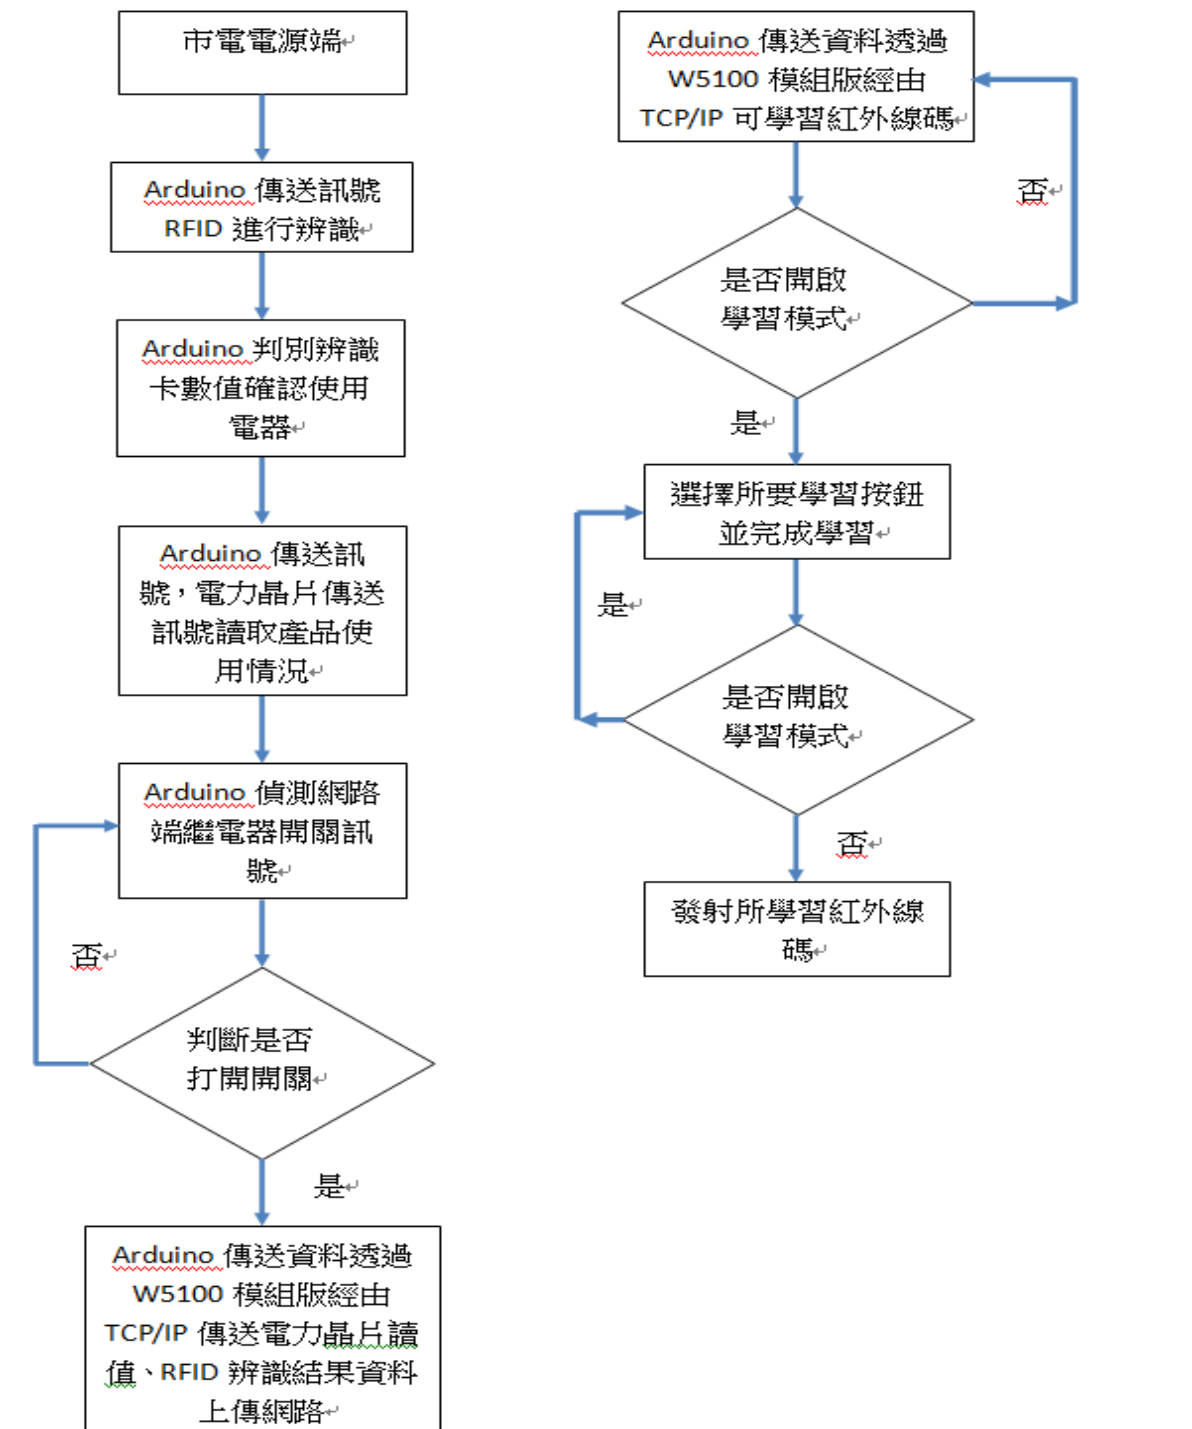 市電電源端
Arduino 傳送訊號
RFID 進行辨識
Arduino 判別辨識
卡數值確認使用
電器
Arduino 傳送訊
號，電力晶片傳送
訊號讀取產品使
用情況
Arduino 偵測網路
端繼電器開關訊
號
否
判斷是否
打開開關
是
Arduino 傳送資料透過
W5100 模組版經由
TCP/IP 傳送電力晶片讀
值、RFID 辨識結果資料
上傳網路
Arduino 傳送資料透過
W5100 模組版經由
TCP/IP 可學習紅外線碼
否
是否開啟
學習模式
是
選擇所要學習按鈕
並完成學習
是
是否開啟
學習模式
否
發射所學習紅外線
碼